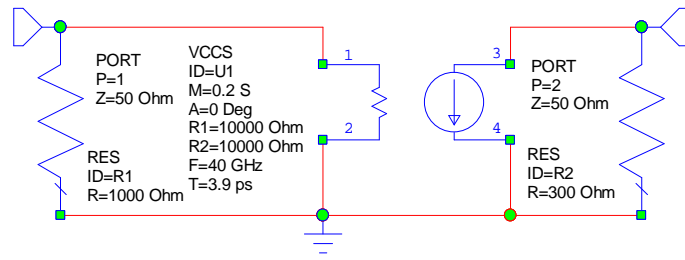 PORT
P=1
Z=50 Ohm
RES
ID=R1
R=1000 Ohm
VCCS
ID=U1
M=0.2 S
A=0 Deg
R1=10000 Ohm
R2=10000 Ohm
F=40 GHz
T=3.9 ps
1
2
3
4
PORT
P=2
Z=50 Ohm
RES
ID=R2
R=300 Ohm